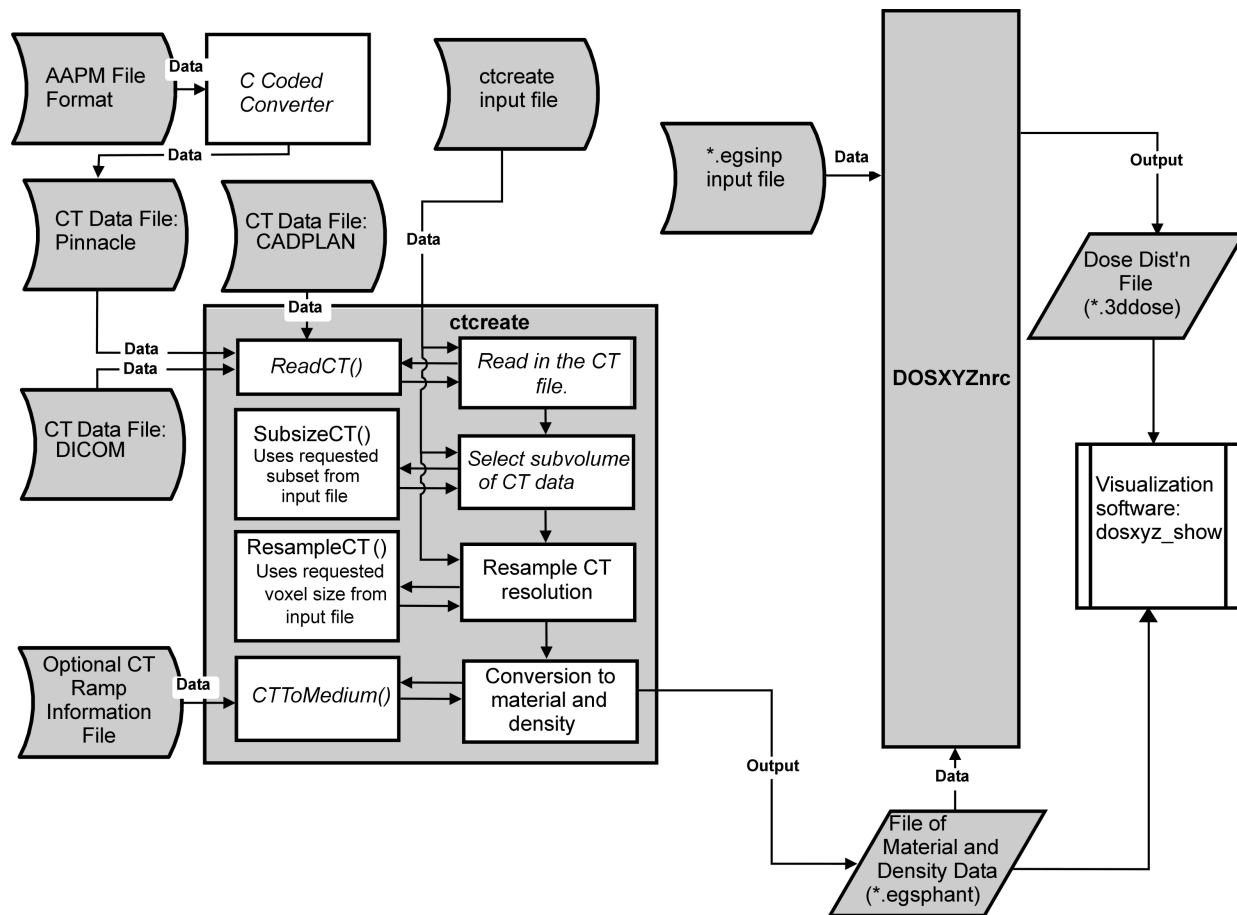 AAPM File
Format
Data
C Coded
Converter
ctcreate
input file
*.egsinp
input file
Data
DOSXYZnrc
Output
Data
CT Data File:
Pinnacle
CT Data File:
CADPLAN
Data
Dose Dist'n
File
(*.3ddose)
Data
ctcreate
Data
Data
ReadCT()
Read in the CT
file.
CT Data File:
DICOM
SubsizeCT()
Uses requested
subset from
input file
Select subvolume
of CT data
Visualization
software:
dosxyz_show
ResampleCT()
Uses requested
voxel size from
input file
Resample CT
resolution
Optional CT
Ramp
Information
File
Data
CTToMedium()
Conversion to
material and
density
Output
Data
File of
Material and
Density Data
(*.egsphant)